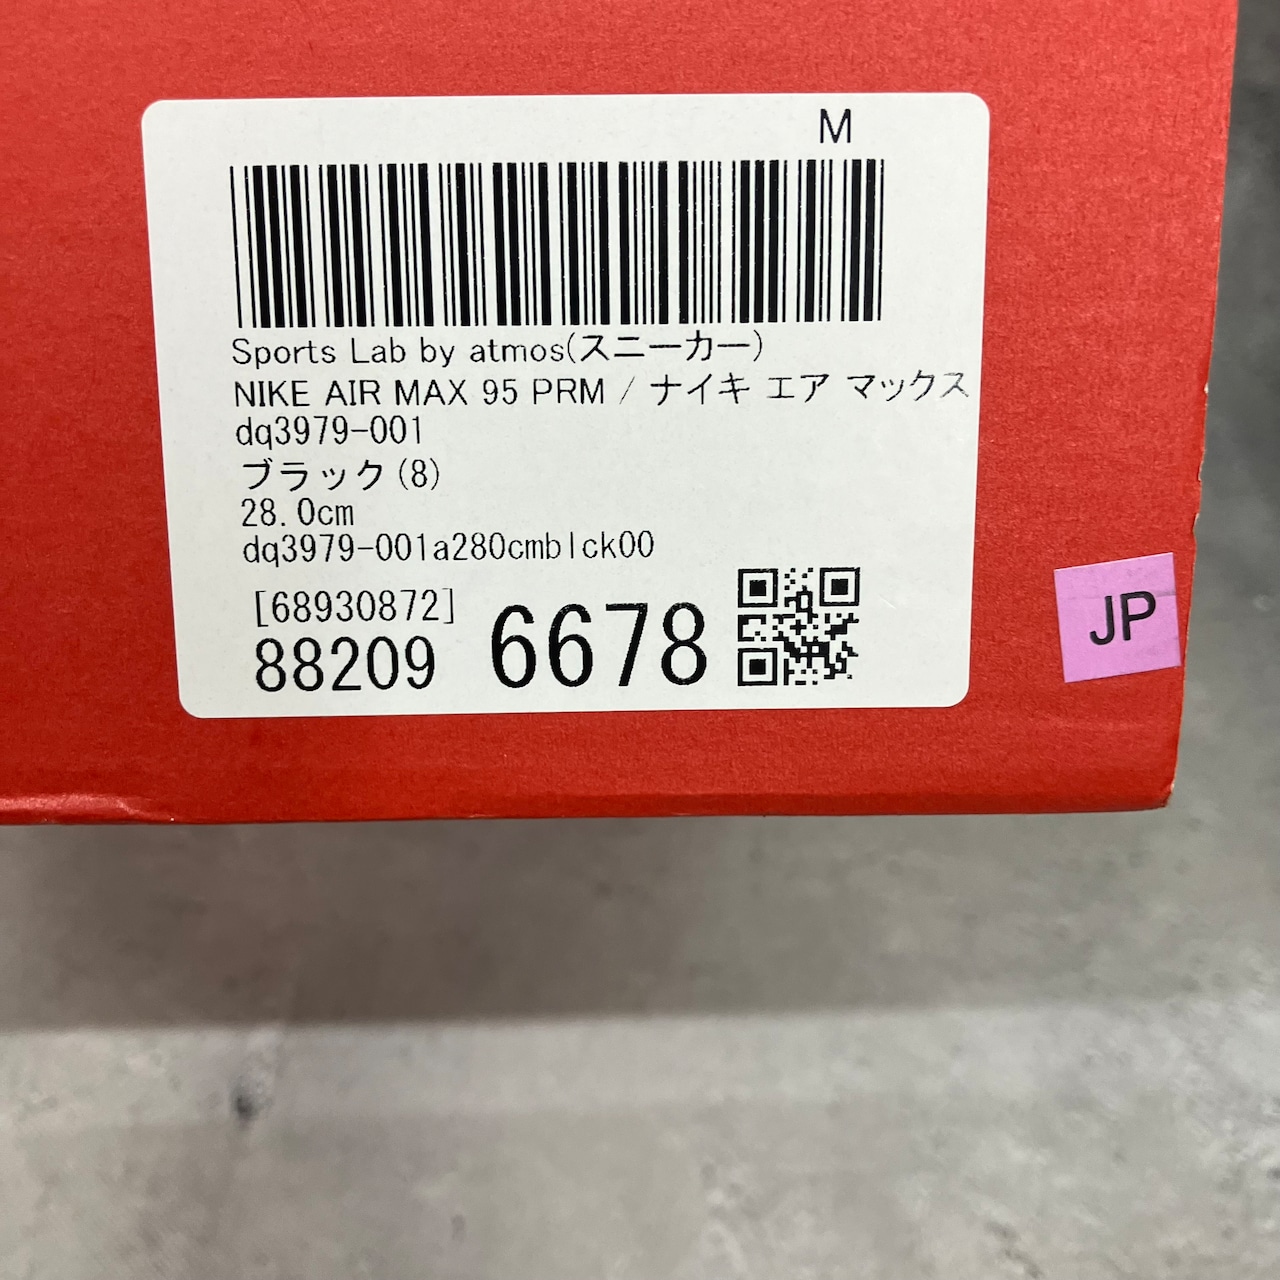 M
Sports Lab by atmos(スニーカー)
NIKE AIR MAX 95 PRM / ナイキ エア マックス
dq3979-001
ブラック(8)
28.0cm
dq3979-001a280cmblck00
[68930872]
88209 6678
JP